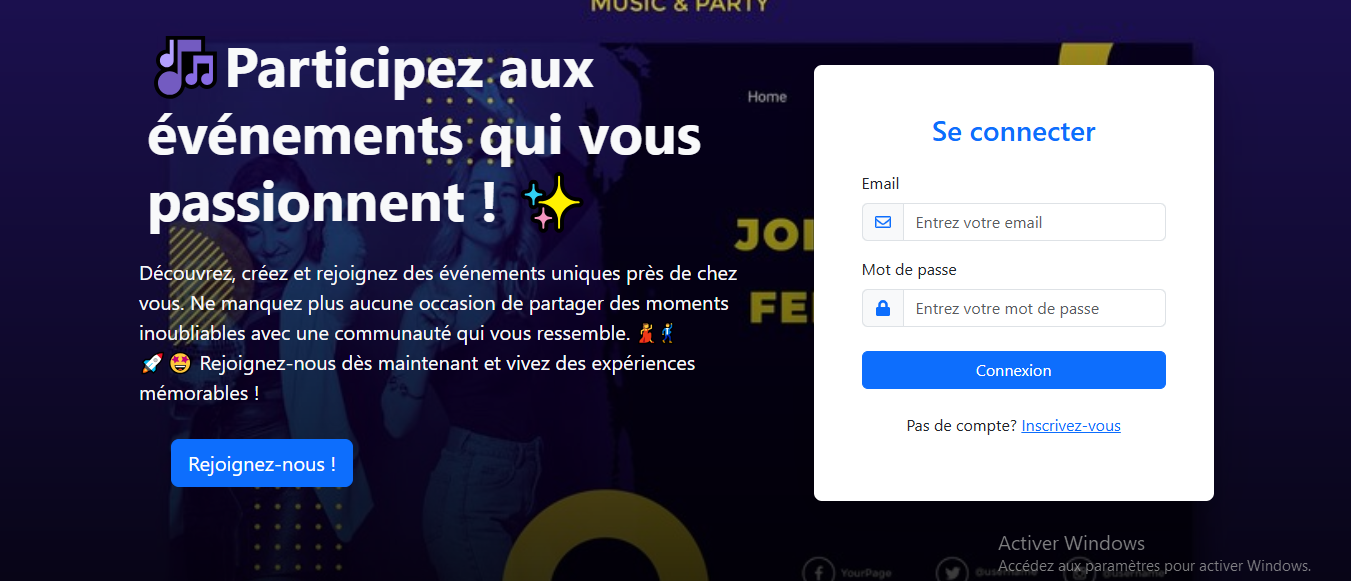 MUSIC & PARTY
Participez aux
événements qui vous
passionnent !
Découvrez, créez et rejoignez des événements uniques près de chez
vous. Ne manquez plus aucune occasion de partager des moments
inoubliables avec une communauté qui vous ressemble. 💃🕺
🚀 🤩 Rejoignez-nous dès maintenant et vivez des expériences
mémorables !
Rejoignez-nous !
Home
Se connecter
Email
Entrez votre email
Mot de passe
Entrez votre mot de passe
Connexion
Pas de compte? Inscrivez-vous
Activer Windows
Accédez aux paramètres pour activer Windows.
YourPage
@username